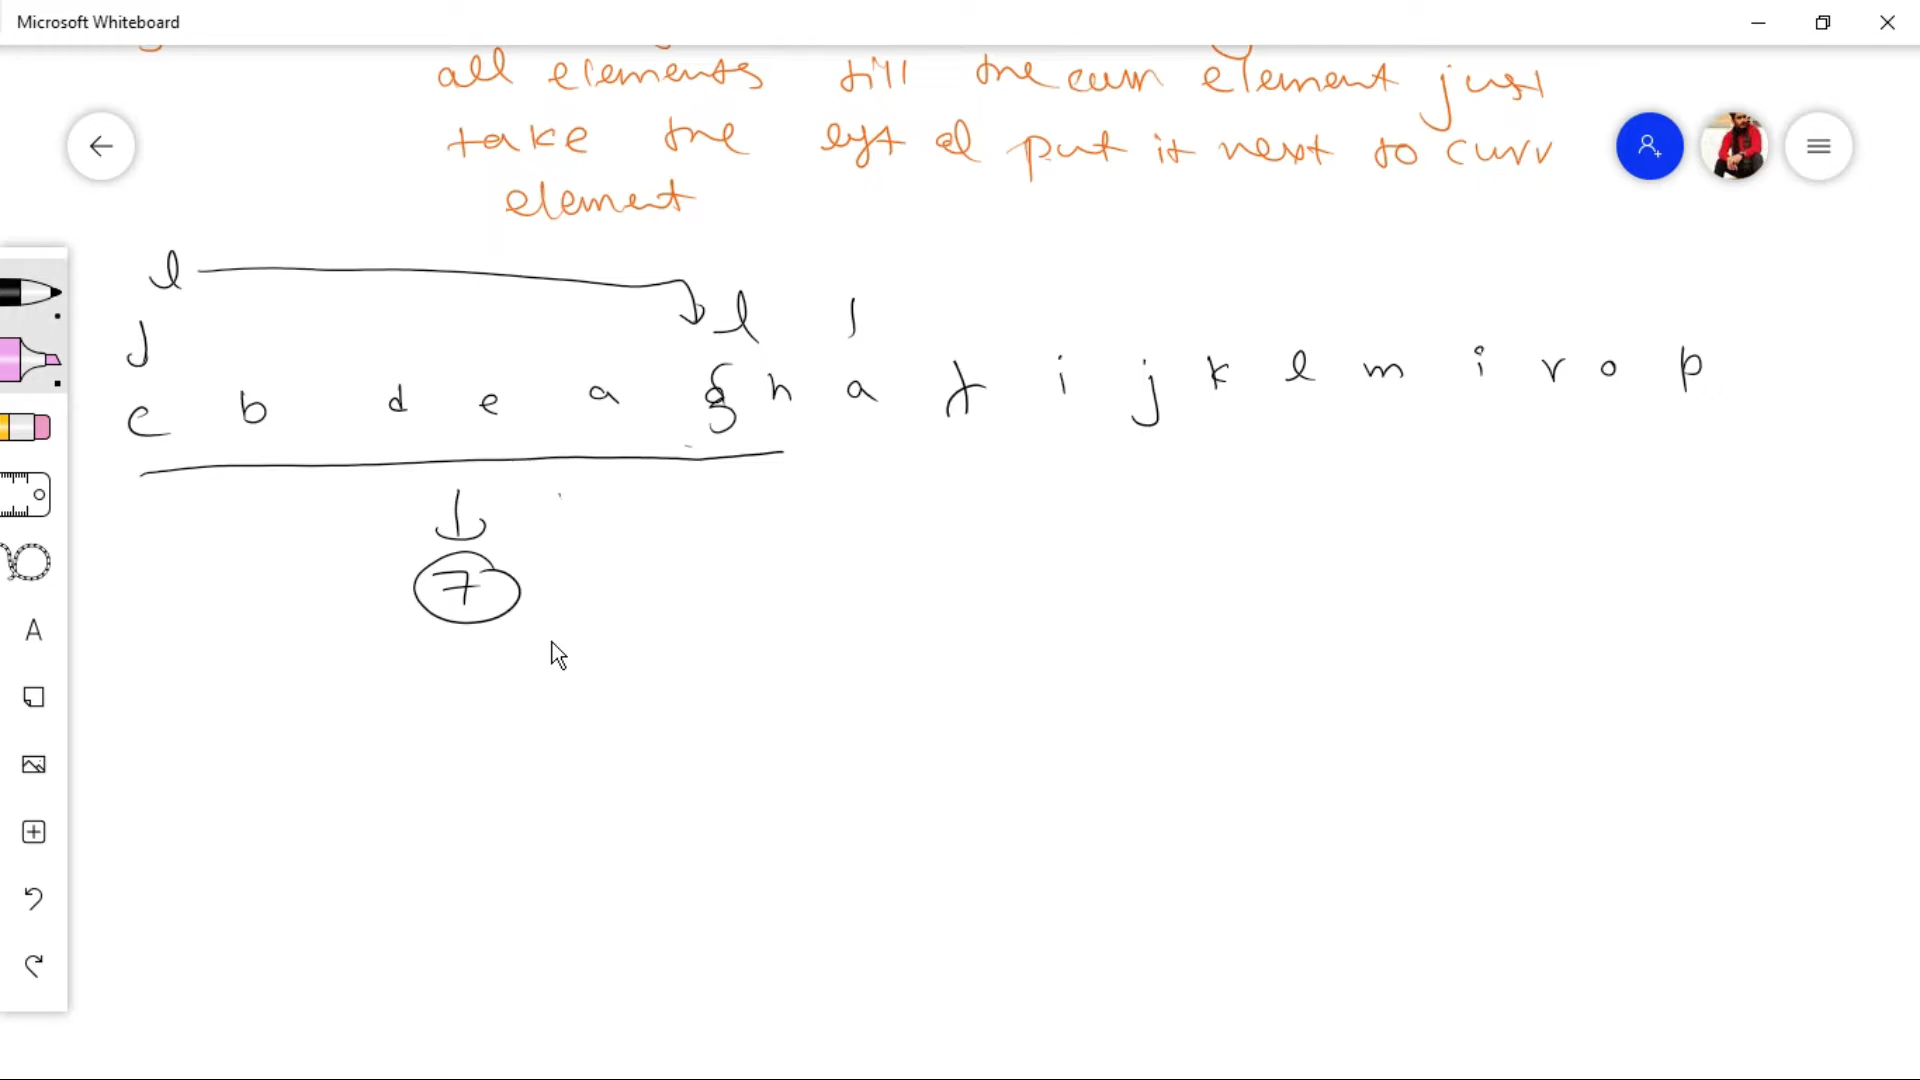 Microsoft Whiteboard
all elements till the curr element just
take the left al put it next to curr
element
l l
j
c b d e a g h a f i j k l m i r o p
7
A